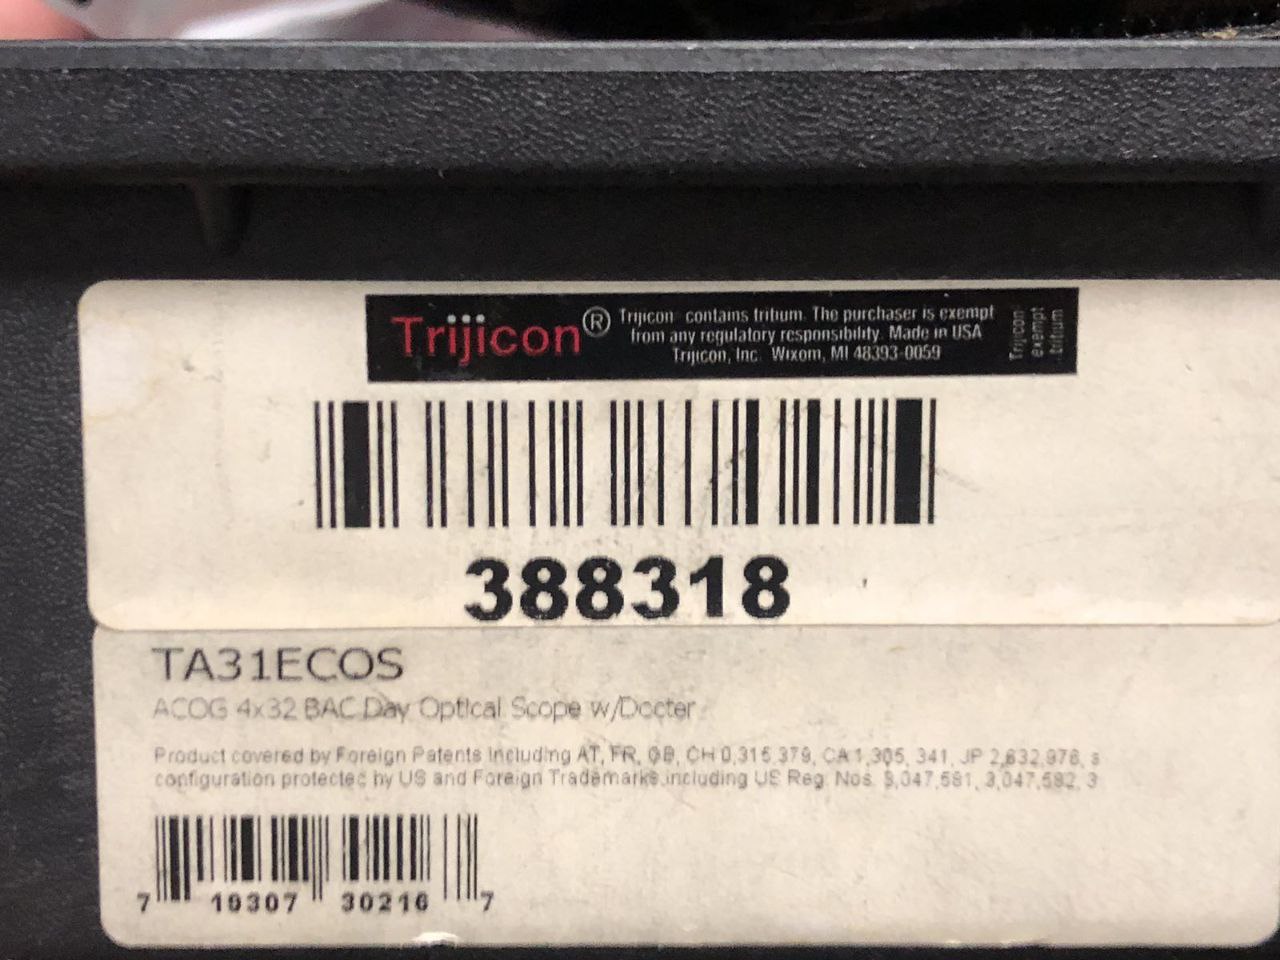 Trijicon® Trijicon contains tritium. The purchaser is exempt
from any regulatory responsibility. Made in USA
Trijicon, Inc. Wixom, MI 48393-0059
Trijicon
exempt
tritium
388318
TA31ECOS
ACOG 4x32 BAC Day Optical Scope w/Docter
Product covered by Foreign Patents Including AT, FR, GB, CH 0,315,379, CA 1,305, 341, JP 2,632,978, s
configuration protected by US and Foreign Trademarks including US Reg. Nos. 3,047,581, 3,047,582, 3
7 19307 30216 7